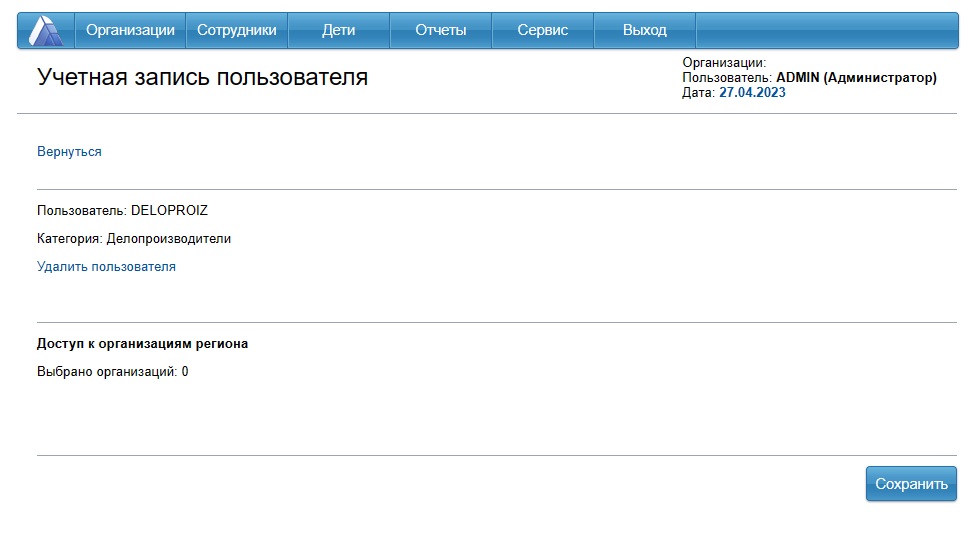 Организации Сотрудники Дети Отчеты Сервис Выход
Учетная запись пользователя
Организации:
Пользователь: ADMIN (Администратор)
Дата: 27.04.2023
Вернуться
Пользователь: DELOPROIZ
Категория: Делопроизводители
Удалить пользователя
Доступ к организациям региона
Выбрано организаций: 0
Сохранить